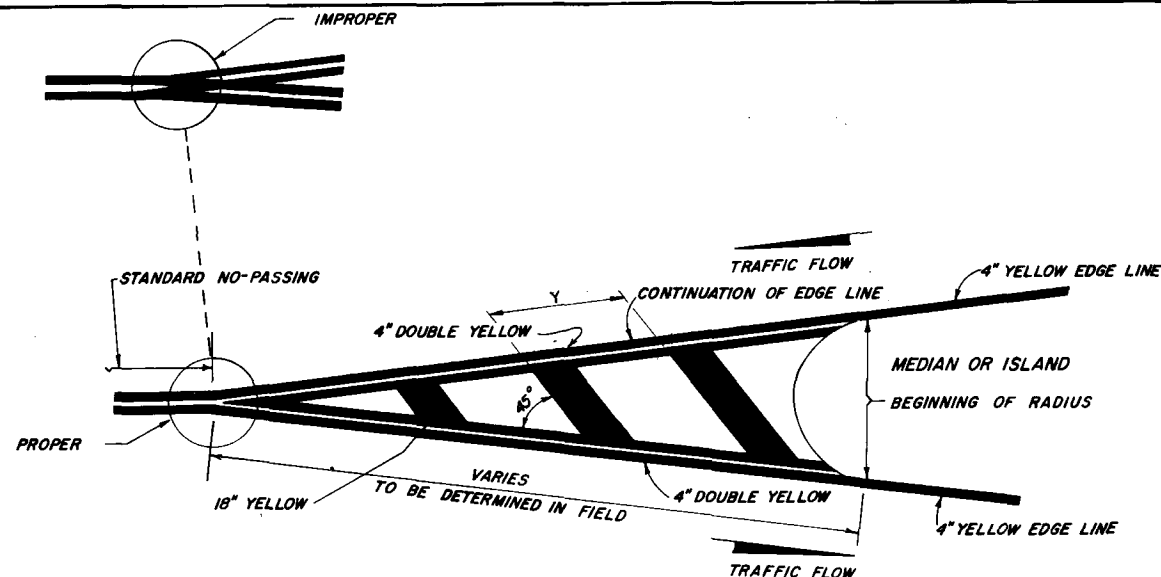 IMPROPER
STANDARD NO-PASSING
TRAFFIC FLOW
4" YELLOW EDGE LINE
Y
CONTINUATION OF EDGE LINE
4" DOUBLE YELLOW
MEDIAN OR ISLAND
BEGINNING OF RADIUS
45°
PROPER
18" YELLOW
VARIES
TO BE DETERMINED IN FIELD
4" DOUBLE YELLOW
4" YELLOW EDGE LINE
TRAFFIC FLOW